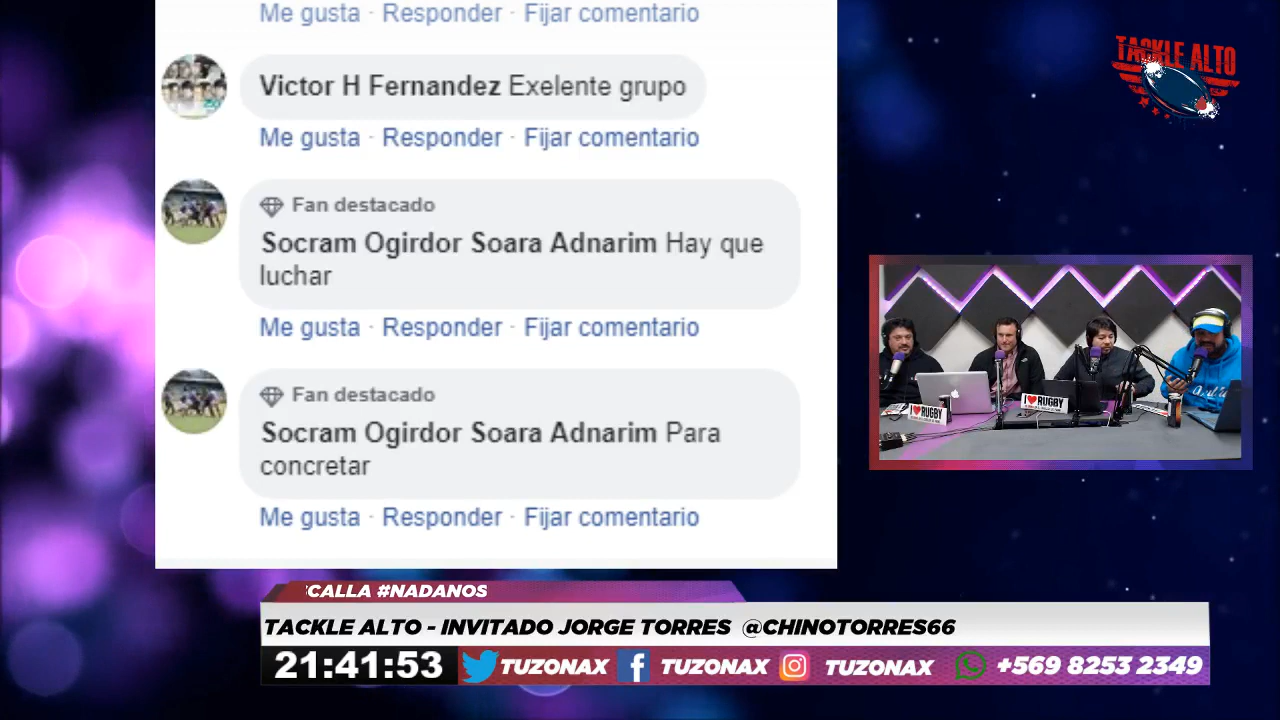 Me gusta · Responder · Fijar comentario
Victor H Fernandez Exelente grupo
Me gusta · Responder · Fijar comentario
Fan destacado
Socram Ogirdor Soara Adnarim Hay que
luchar
Me gusta · Responder · Fijar comentario
Fan destacado
Socram Ogirdor Soara Adnarim Para
concretar
Me gusta · Responder · Fijar comentario
TACKLE ALTO
I RUGBY
I RUGBY
CALLA #NADANOS
TACKLE ALTO - INVITADO JORGE TORRES @CHINOTORRES66
21:41:53 TUZONAX TUZONAX TUZONAX +569 8253 2349